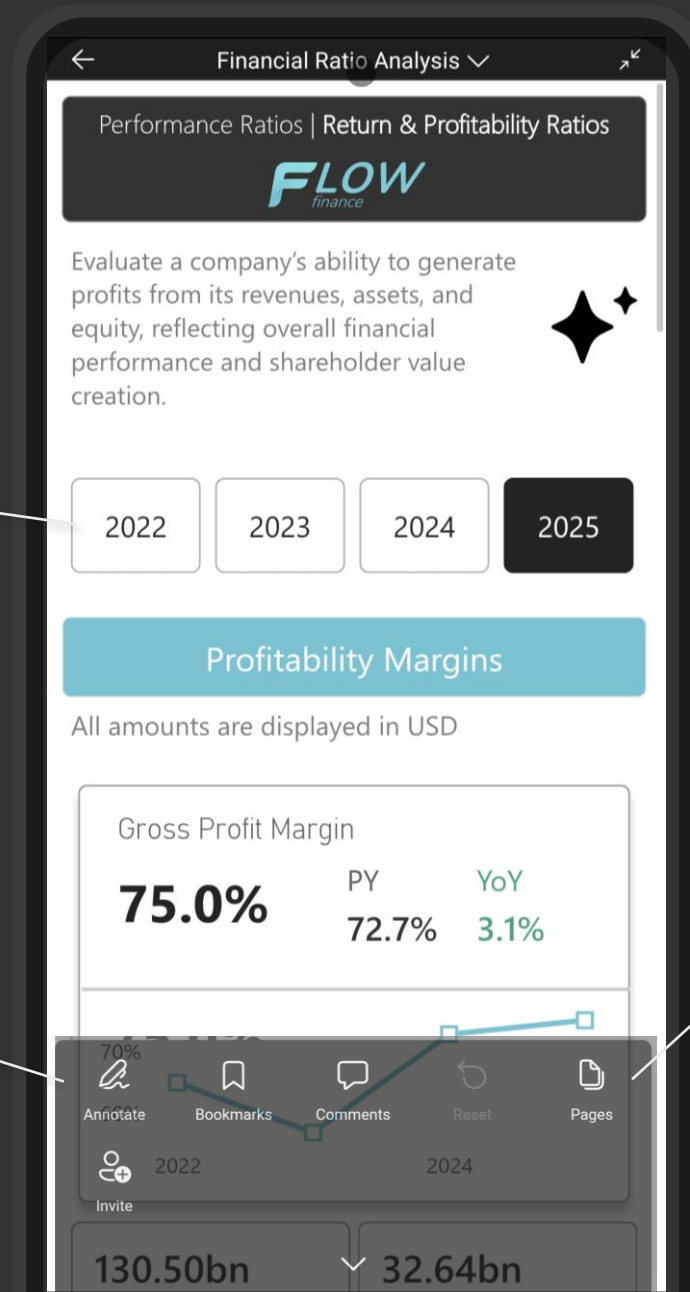 Financial Ratio Analysis
Performance Ratios | Return & Profitability Ratios
FLOW
finance
Evaluate a company's ability to generate
profits from its revenues, assets, and
equity, reflecting overall financial
performance and shareholder value
creation.
2022 2023 2024 2025
Profitability Margins
All amounts are displayed in USD
Gross Profit Margin
PY YoY
75.0%
72.7% 3.1%
70%
Annotate Bookmarks Comments Reset Pages
2022 2024
Invite
130.50bn 32.64bn